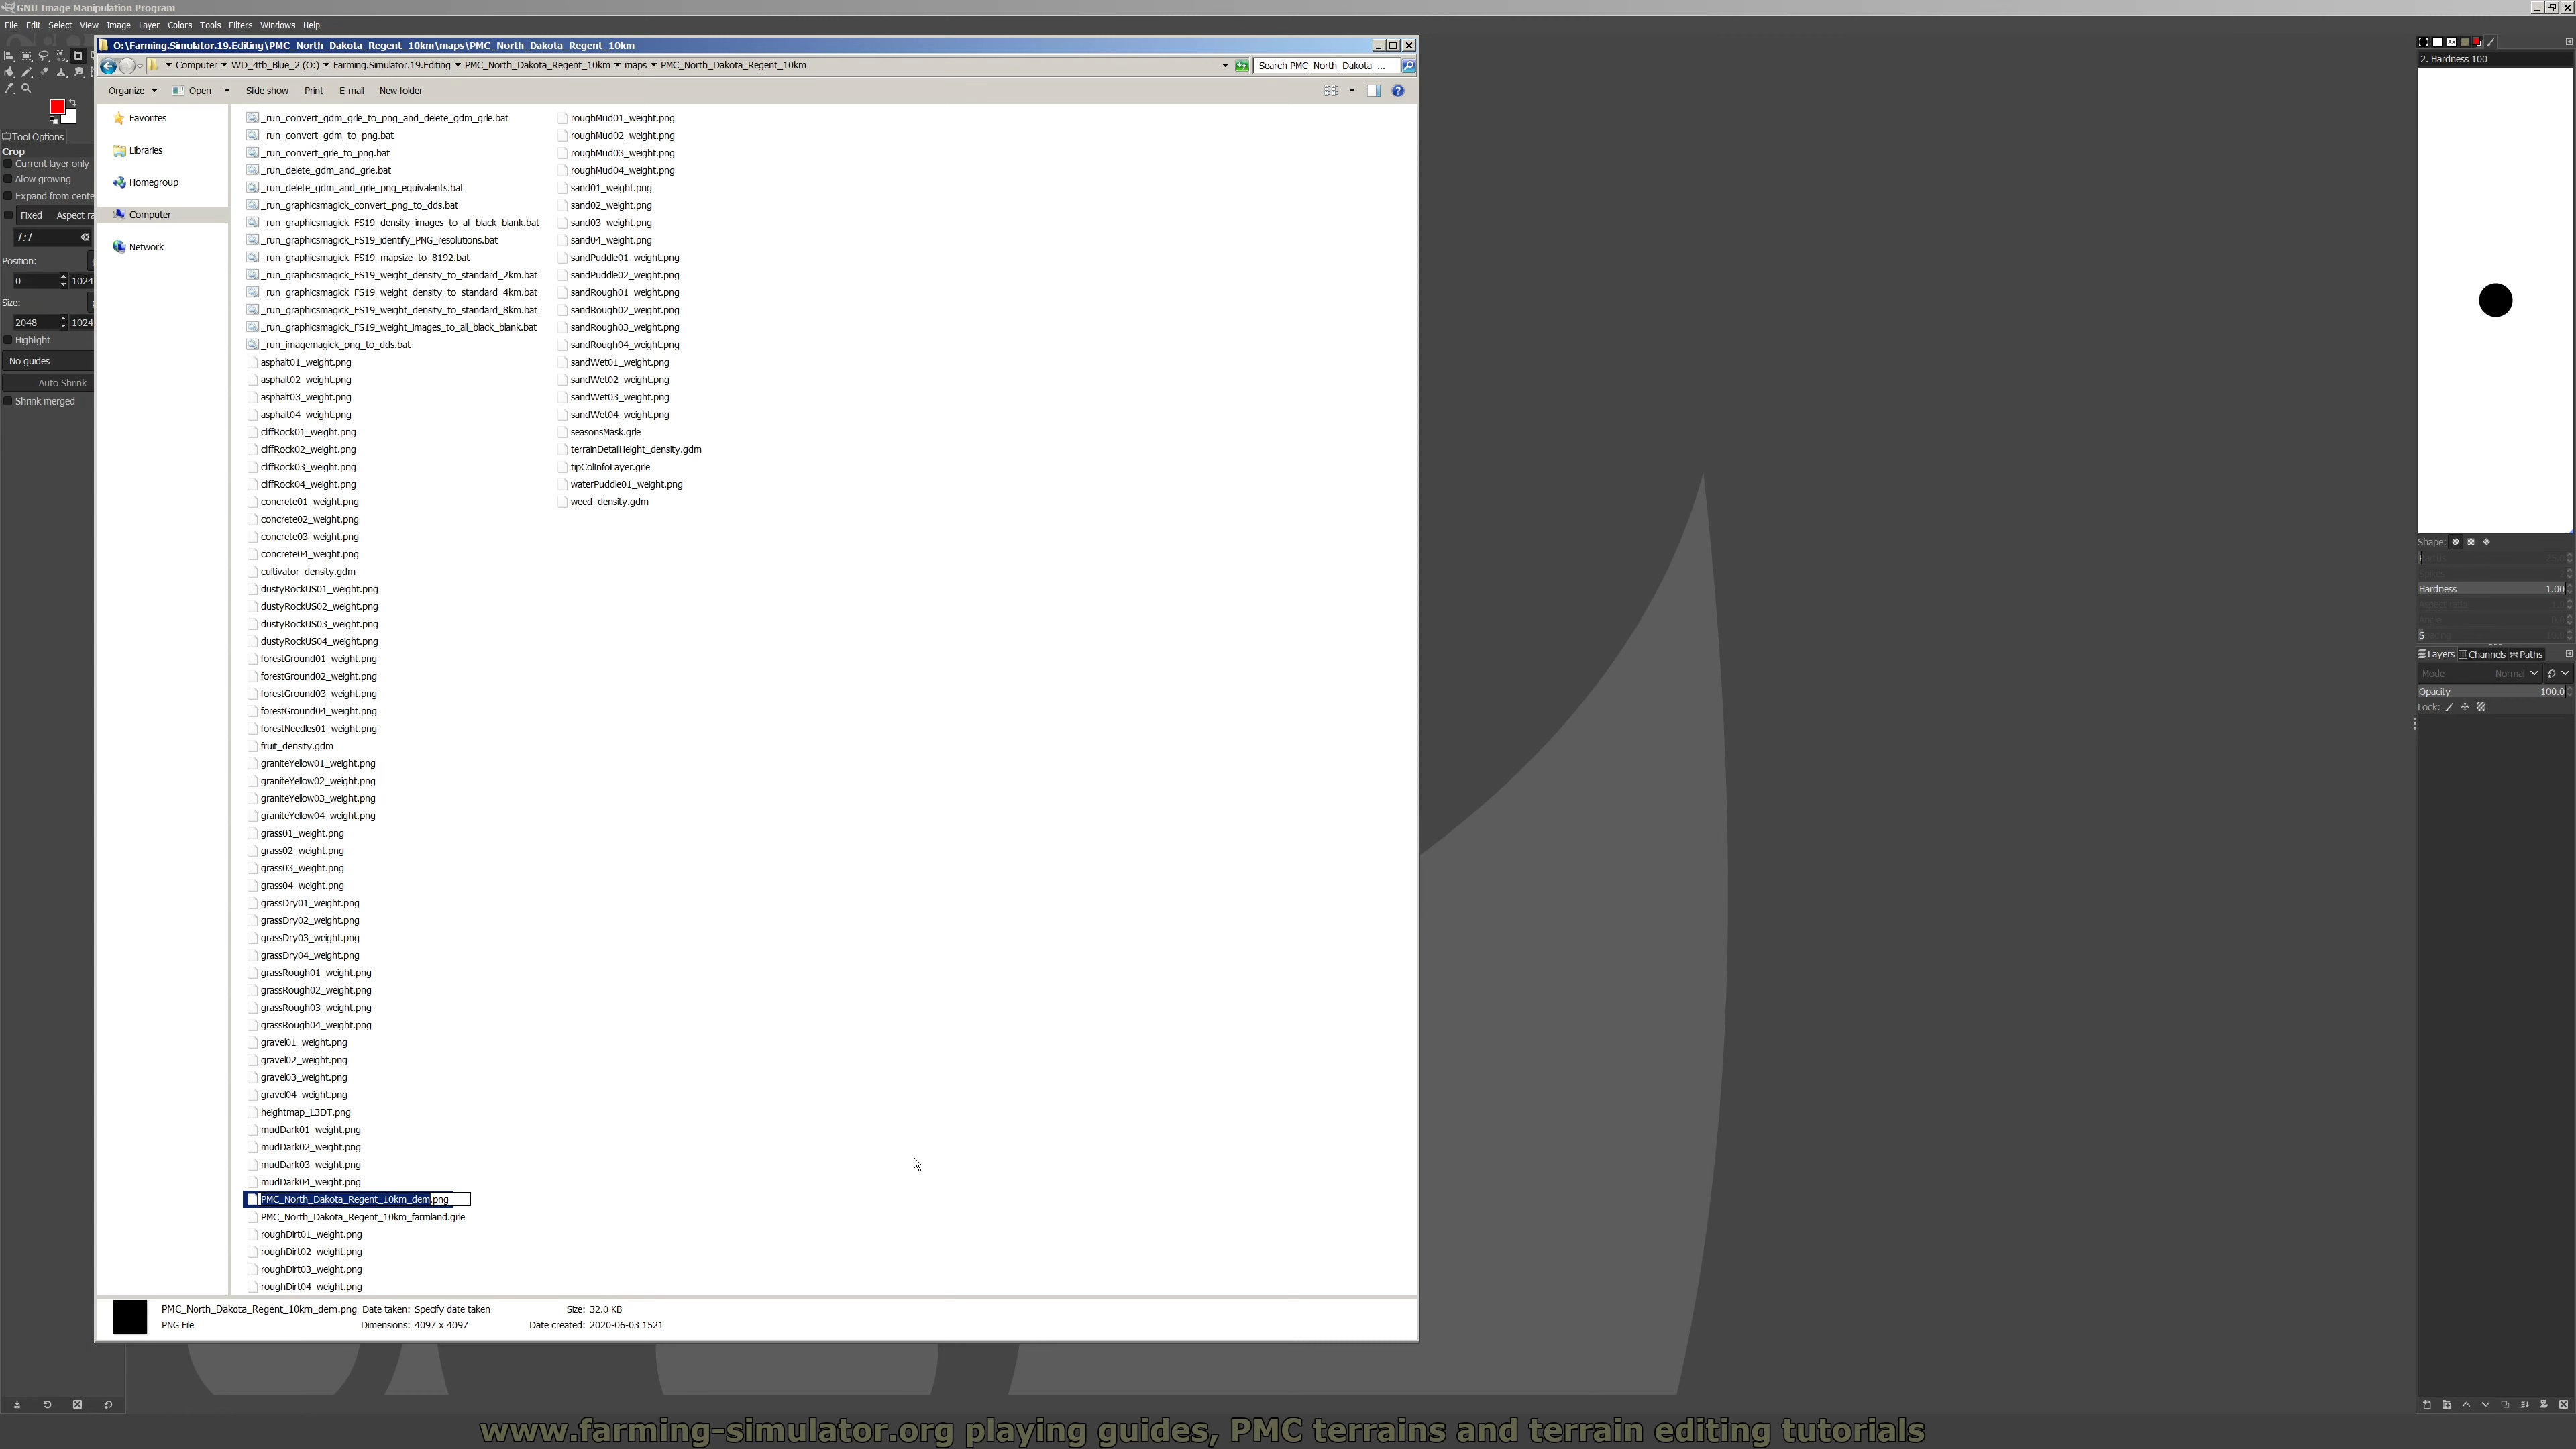 GNU Image Manipulation Program
File Edit Select View Image Layer Colors Tools Filters Windows Help
O:\Farming.Simulator.19.Editing\PMC_North_Dakota_Regent_10km\maps\PMC_North_Dakota_Regent_10km
Computer WD_4tb_Blue_2 (O:) Farming.Simulator.19.Editing PMC_North_Dakota_Regent_10km maps PMC_North_Dakota_Regent_10km
Search PMC_North_Dakota_...
Organize Open Slide show Print E-mail New folder
Favorites
Libraries
Homegroup
Computer
Network
Tool Options
Crop
Current layer only
Allow growing
Expand from cente
Fixed Aspect ra
1:1
Position:
0 1024
Size:
2048 1024
Highlight
No guides
Auto Shrink
Shrink merged
_run_convert_gdm_grle_to_png_and_delete_gdm_grle.bat
_run_convert_gdm_to_png.bat
_run_convert_grle_to_png.bat
_run_delete_gdm_and_grle.bat
_run_delete_gdm_and_grle_png_equivalents.bat
_run_graphicsmagick_convert_png_to_dds.bat
_run_graphicsmagick_FS19_density_images_to_all_black_blank.bat
_run_graphicsmagick_FS19_identify_PNG_resolutions.bat
_run_graphicsmagick_FS19_mapsize_to_8192.bat
_run_graphicsmagick_FS19_weight_density_to_standard_2km.bat
_run_graphicsmagick_FS19_weight_density_to_standard_4km.bat
_run_graphicsmagick_FS19_weight_density_to_standard_8km.bat
_run_graphicsmagick_FS19_weight_images_to_all_black_blank.bat
_run_imagemagick_png_to_dds.bat
asphalt01_weight.png
asphalt02_weight.png
asphalt03_weight.png
asphalt04_weight.png
cliffRock01_weight.png
cliffRock02_weight.png
cliffRock03_weight.png
cliffRock04_weight.png
concrete01_weight.png
concrete02_weight.png
concrete03_weight.png
concrete04_weight.png
cultivator_density.gdm
dustyRockUS01_weight.png
dustyRockUS02_weight.png
dustyRockUS03_weight.png
dustyRockUS04_weight.png
forestGround01_weight.png
forestGround02_weight.png
forestGround03_weight.png
forestGround04_weight.png
forestNeedles01_weight.png
fruit_density.gdm
graniteYellow01_weight.png
graniteYellow02_weight.png
graniteYellow03_weight.png
graniteYellow04_weight.png
grass01_weight.png
grass02_weight.png
grass03_weight.png
grass04_weight.png
grassDry01_weight.png
grassDry02_weight.png
grassDry03_weight.png
grassDry04_weight.png
grassRough01_weight.png
grassRough02_weight.png
grassRough03_weight.png
grassRough04_weight.png
gravel01_weight.png
gravel02_weight.png
gravel03_weight.png
gravel04_weight.png
heightmap_L3DT.png
mudDark01_weight.png
mudDark02_weight.png
mudDark03_weight.png
mudDark04_weight.png
PMC_North_Dakota_Regent_10km_dem.png
PMC_North_Dakota_Regent_10km_farmland.grle
roughDirt01_weight.png
roughDirt02_weight.png
roughDirt03_weight.png
roughDirt04_weight.png
roughMud01_weight.png
roughMud02_weight.png
roughMud03_weight.png
roughMud04_weight.png
sand01_weight.png
sand02_weight.png
sand03_weight.png
sand04_weight.png
sandPuddle01_weight.png
sandPuddle02_weight.png
sandRough01_weight.png
sandRough02_weight.png
sandRough03_weight.png
sandRough04_weight.png
sandWet01_weight.png
sandWet02_weight.png
sandWet03_weight.png
sandWet04_weight.png
seasonsMask.grle
terrainDetailHeight_density.gdm
tipColInfoLayer.grle
waterPuddle01_weight.png
weed_density.gdm
PMC_North_Dakota_Regent_10km_dem.png Date taken: Specify date taken Size: 32.0 KB
PNG File Dimensions: 4097 x 4097 Date created: 2020-06-03 1521
2. Hardness 100
Shape:
Hardness 1.00
Layers Channels Paths
Mode Normal
Opacity 100.0
Lock:
www.farming-simulator.org playing guides, PMC terrains and terrain editing tutorials